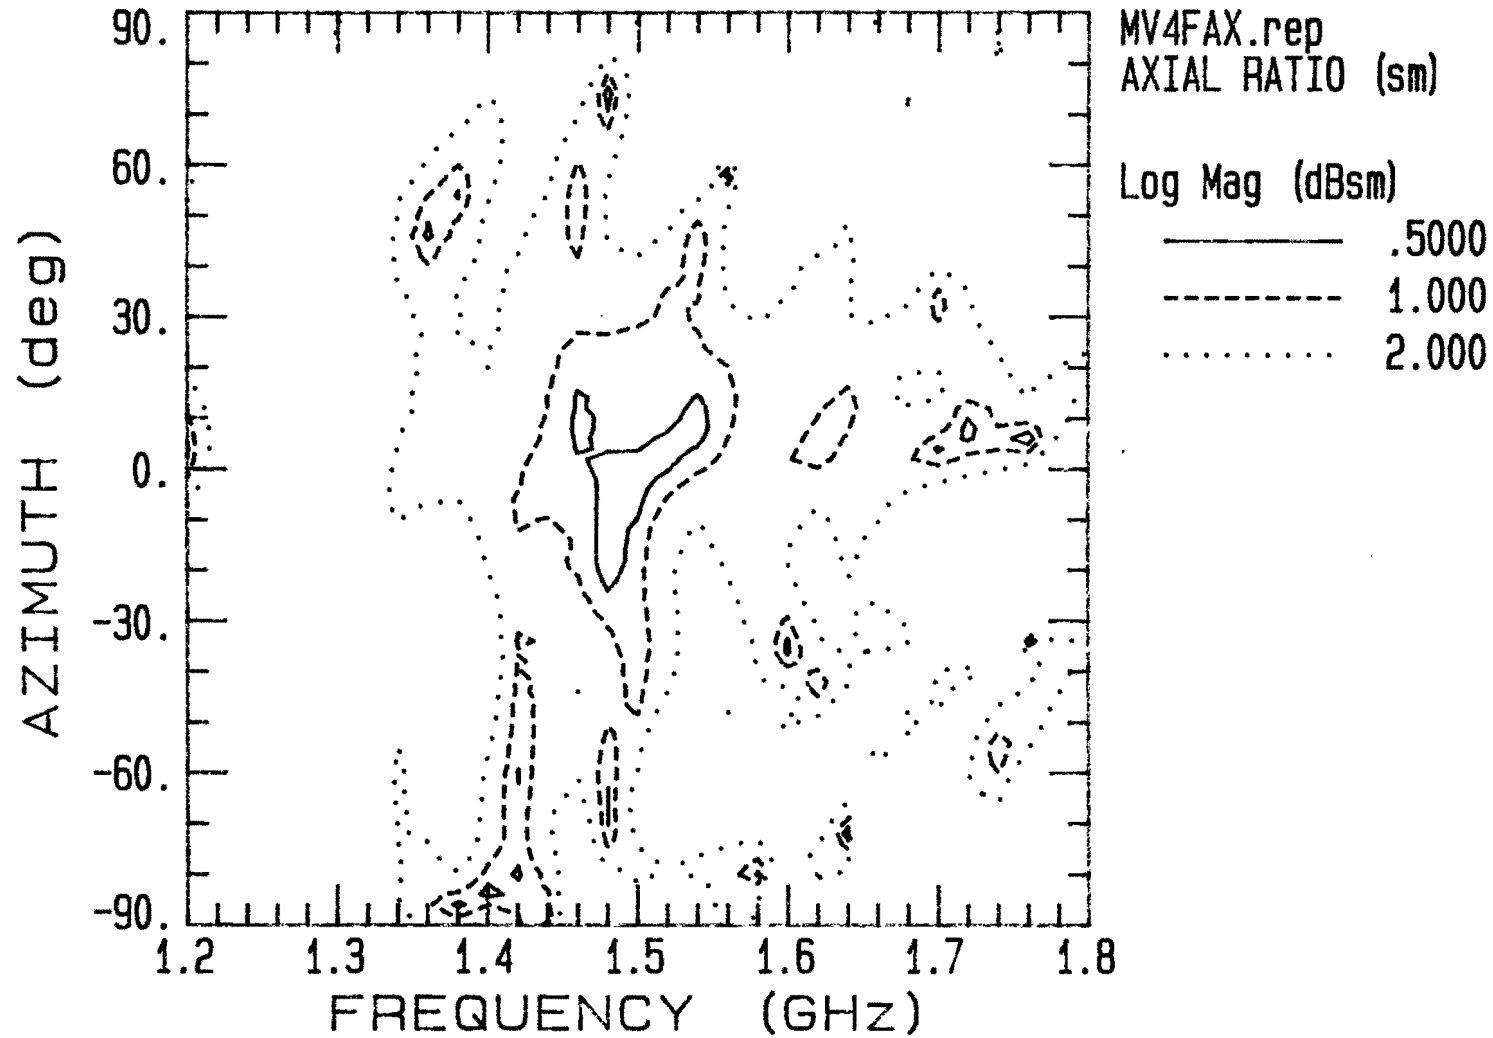 MV4FAX.rep
AXIAL RATIO (sm)
Log Mag (dBsm)
.5000
1.000
2.000
AZIMUTH (deg)
90.
60.
30.
0.
-30.
-60.
-90.
1.2 1.3 1.4 1.5 1.6 1.7 1.8
FREQUENCY (GHz)